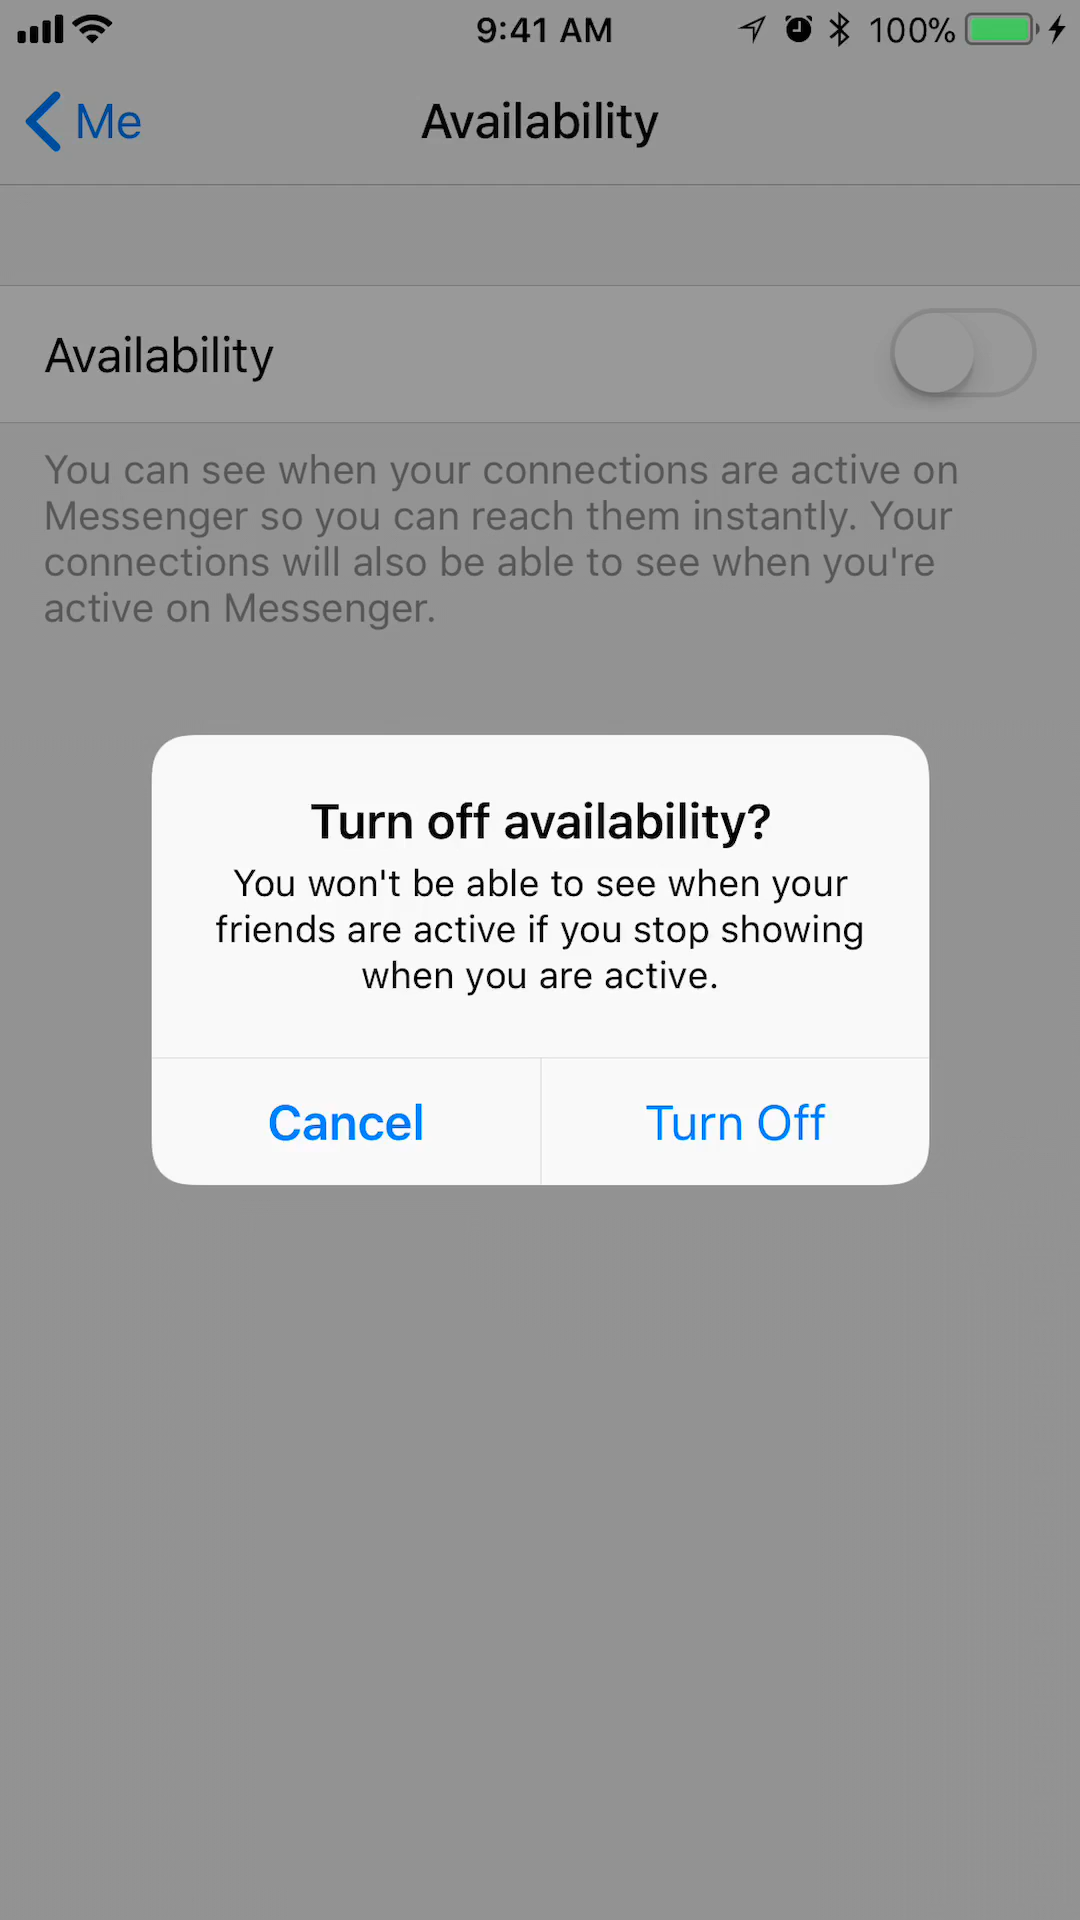 9:41 AM
100%
Me
Availability
Availability
You can see when your connections are active on
Messenger so you can reach them instantly. Your
connections will also be able to see when you're
active on Messenger.
Turn off availability?
You won't be able to see when your
friends are active if you stop showing
when you are active.
Cancel
Turn Off